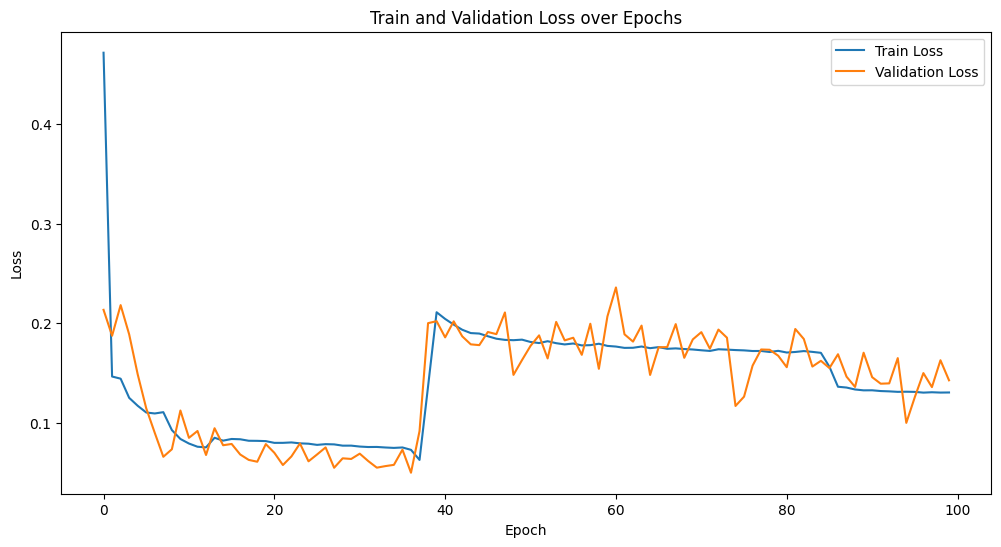 Train and Validation Loss over Epochs
Train Loss
Validation Loss
Loss
0.4
0.3
0.2
0.1
0 20 40 60 80 100
Epoch